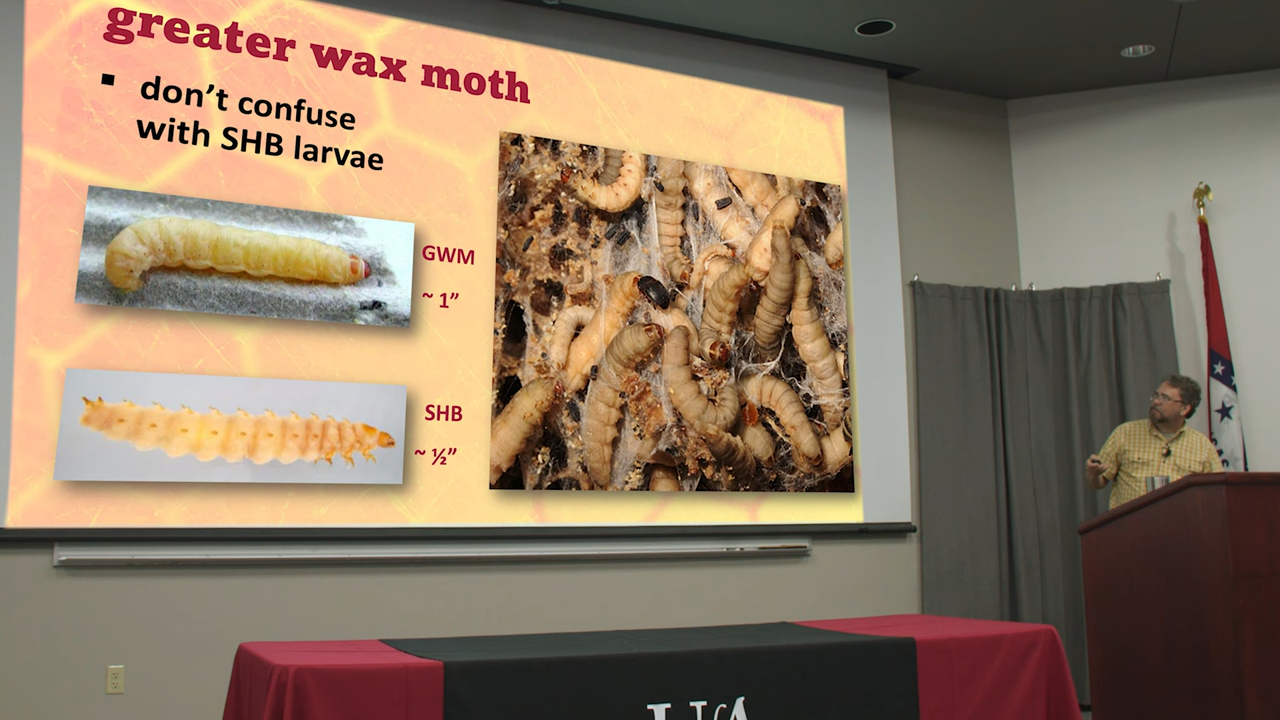 greater wax moth
▪ don't confuse
with SHB larvae
GWM
~ 1”
SHB
~ ½”